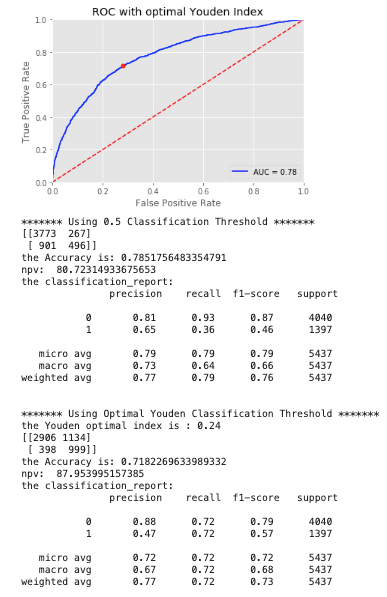 ROC with optimal Youden Index
1.0
0.8
0.6
0.4
0.2
0.0
True Positive Rate
AUC = 0.78
0.0 0.2 0.4 0.6 0.8 1.0
False Positive Rate
******* Using 0.5 Classification Threshold *******
[[3773 267]
[ 901 496]]
the Accuracy is: 0.7851756483354791
npv: 80.72314933675653
the classification_report:
precision recall f1-score support
0 0.81 0.93 0.87 4040
1 0.65 0.36 0.46 1397
micro avg 0.79 0.79 0.79 5437
macro avg 0.73 0.64 0.66 5437
weighted avg 0.77 0.79 0.76 5437
******* Using Optimal Youden Classification Threshold *******
the Youden optimal index is : 0.24
[[2906 1134]
[ 398 999]]
the Accuracy is: 0.7182269633989332
npv: 87.953995157385
the classification_report:
precision recall f1-score support
0 0.88 0.72 0.79 4040
1 0.47 0.72 0.57 1397
micro avg 0.72 0.72 0.72 5437
macro avg 0.67 0.72 0.68 5437
weighted avg 0.77 0.72 0.73 5437